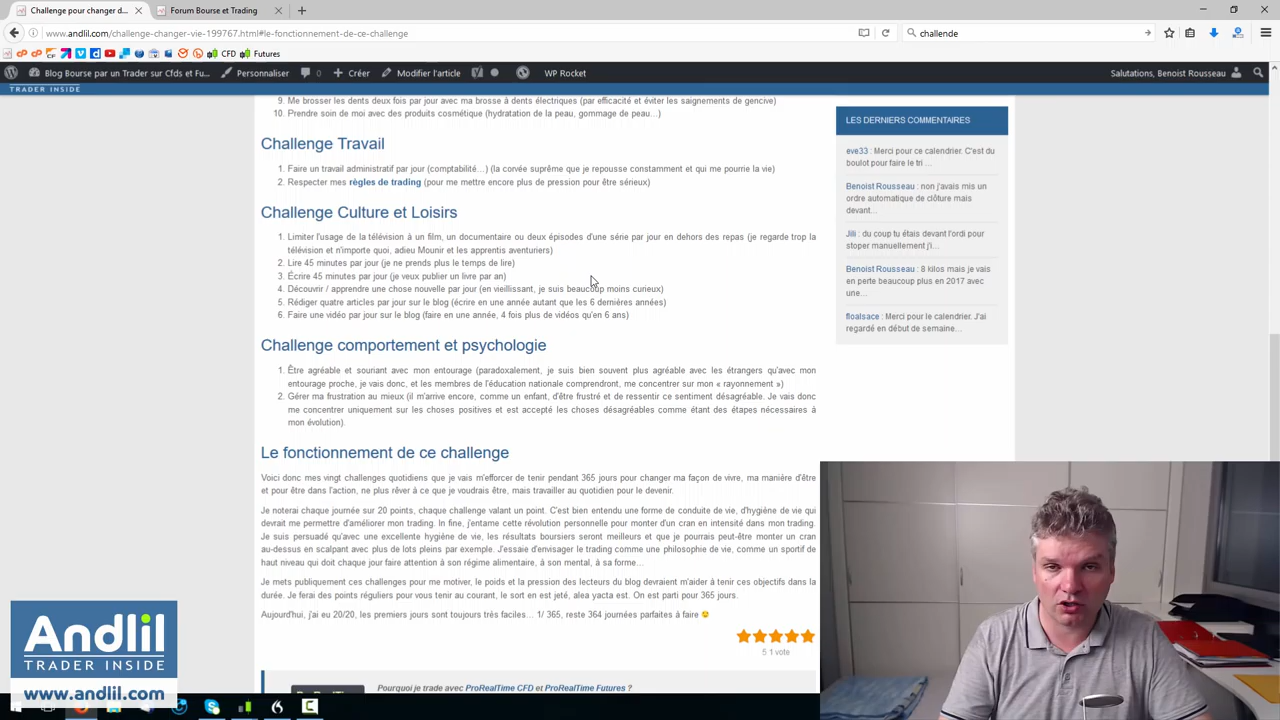 Challenge pour changer d...
Forum Bourse et Trading
www.andlil.com/challenge-changer-vie-199767.html#le-fonctionnement-de-ce-challenge
challende
CFD
Futures
Blog Bourse par un Trader sur Cfds et Fu...
Personnaliser
0
Créer
Modifier l'article
WP Rocket
Salutations, Benoist Rousseau
TRADER INSIDE
9. Me brosser les dents deux fois par jour avec ma brosse à dents électriques (par efficacité et éviter les saignements de gencive)
10. Prendre soin de moi avec des produits cosmétique (hydratation de la peau, gommage de peau…)
Challenge Travail
1. Faire un travail administratif par jour (comptabilité…) (la corvée suprême que je repousse constamment et qui me pourrie la vie)
2. Respecter mes règles de trading (pour me mettre encore plus de pression pour être sérieux)
Challenge Culture et Loisirs
1. Limiter l'usage de la télévision à un film, un documentaire ou deux épisodes d'une série par jour en dehors des repas (je regarde trop la
télévision et n'importe quoi, adieu Mounir et les apprentis aventuriers)
2. Lire 45 minutes par jour (je ne prends plus le temps de lire)
3. Écrire 45 minutes par jour (je veux publier un livre par an)
4. Découvrir / apprendre une chose nouvelle par jour (en vieillissant, je suis beaucoup moins curieux)
5. Rédiger quatre articles par jour sur le blog (écrire en une année autant que les 6 dernières années)
6. Faire une vidéo par jour sur le blog (faire en une année, 4 fois plus de vidéos qu'en 6 ans)
Challenge comportement et psychologie
1. Être agréable et souriant avec mon entourage (paradoxalement, je suis bien souvent plus agréable avec les étrangers qu'avec mon
entourage proche, je vais donc, et les membres de l'éducation nationale comprendront, me concentrer sur mon « rayonnement »)
2. Gérer ma frustration au mieux (il m'arrive encore, comme un enfant, d'être frustré et de ressentir ce sentiment désagréable. Je vais donc
me concentrer uniquement sur les choses positives et est accepté les choses désagréables comme étant des étapes nécessaires à
mon évolution).
Le fonctionnement de ce challenge
Voici donc mes vingt challenges quotidiens que je vais m'efforcer de tenir pendant 365 jours pour changer ma façon de vivre, ma manière d'être
et pour être dans l'action, ne plus rêver à ce que je voudrais être, mais travailler au quotidien pour le devenir.
Je noterai chaque journée sur 20 points, chaque challenge valant un point. C'est bien entendu une forme de conduite de vie, d'hygiène de vie qui
devrait me permettre d'améliorer mon trading. In fine, j'entame cette révolution personnelle pour monter d'un cran en intensité dans mon trading.
Je suis persuadé qu'avec une excellente hygiène de vie, les résultats boursiers seront meilleurs et que je pourrais peut-être monter un cran
au-dessus en scalpant avec plus de lots pleins par exemple. J'essaie d'envisager le trading comme une philosophie de vie, comme un sportif de
haut niveau qui doit chaque jour faire attention à son régime alimentaire, à son mental, à sa forme…
Je mets publiquement ces challenges pour me motiver, le poids et la pression des lecteurs du blog devraient m'aider à tenir ces objectifs dans la
durée. Je ferai des points réguliers pour vous tenir au courant, le sort en est jeté, alea yacta est. On est parti pour 365 jours.
Aujourd'hui, j'ai eu 20/20, les premiers jours sont toujours très faciles… 1/ 365, reste 364 journées parfaites à faire
5 1 vote
Pourquoi je trade avec ProRealTime CFD et ProRealTime Futures ?
LES DERNIERS COMMENTAIRES
eve33 : Merci pour ce calendrier. C'est du
boulot pour faire le tri ...
Benoist Rousseau : non j'avais mis un
ordre automatique de clôture mais
devant...
Jili : du coup tu étais devant l'ordi pour
stoper manuellement j'i...
Benoist Rousseau : 8 kilos mais je vais
en perte beaucoup plus en 2017 avec
une...
floalsace : Merci pour le calendrier. J'ai
regardé en début de semaine...
Andlil
TRADER INSIDE
www.andlil.com